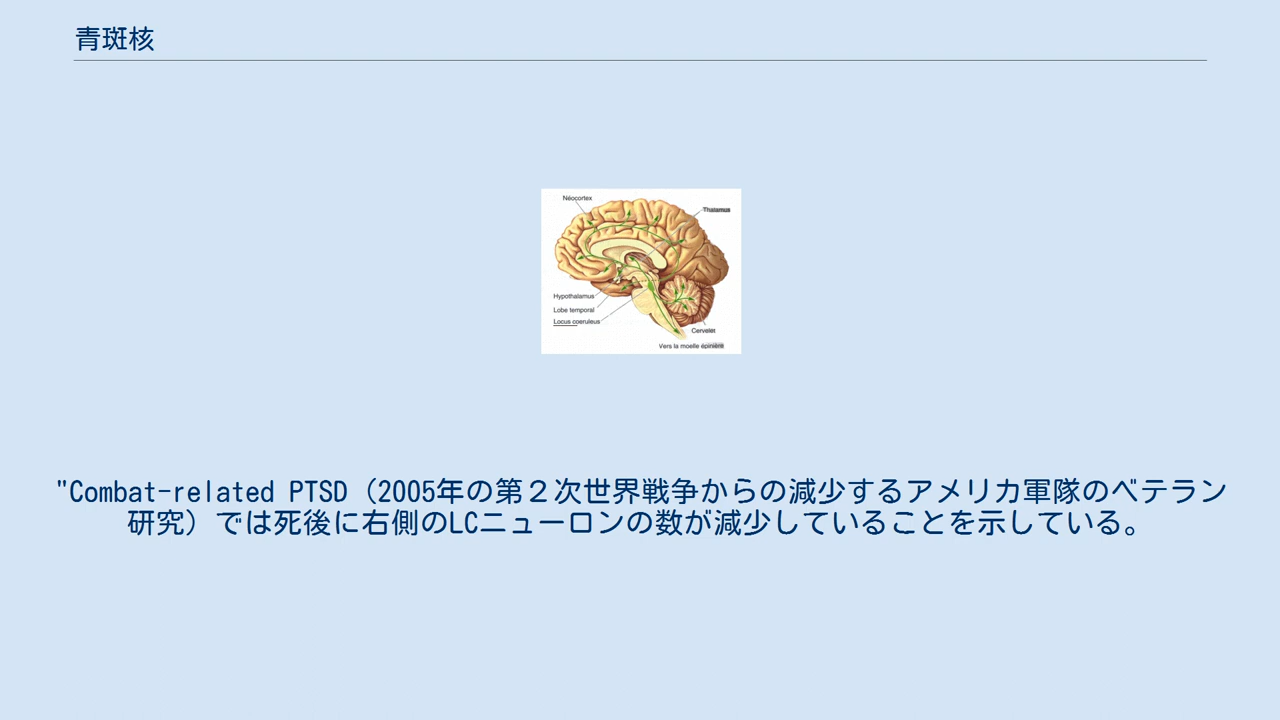 青斑核
Néocortex
Thalamus
Hypothalamus
Lobe temporal
Locus coeruleus
Cervelet
Vers la moelle épinière
"Combat-related PTSD（2005年の第２次世界戦争からの減少するアメリカ軍隊のベテラン
研究）では死後に右側のLCニューロンの数が減少していることを示している。